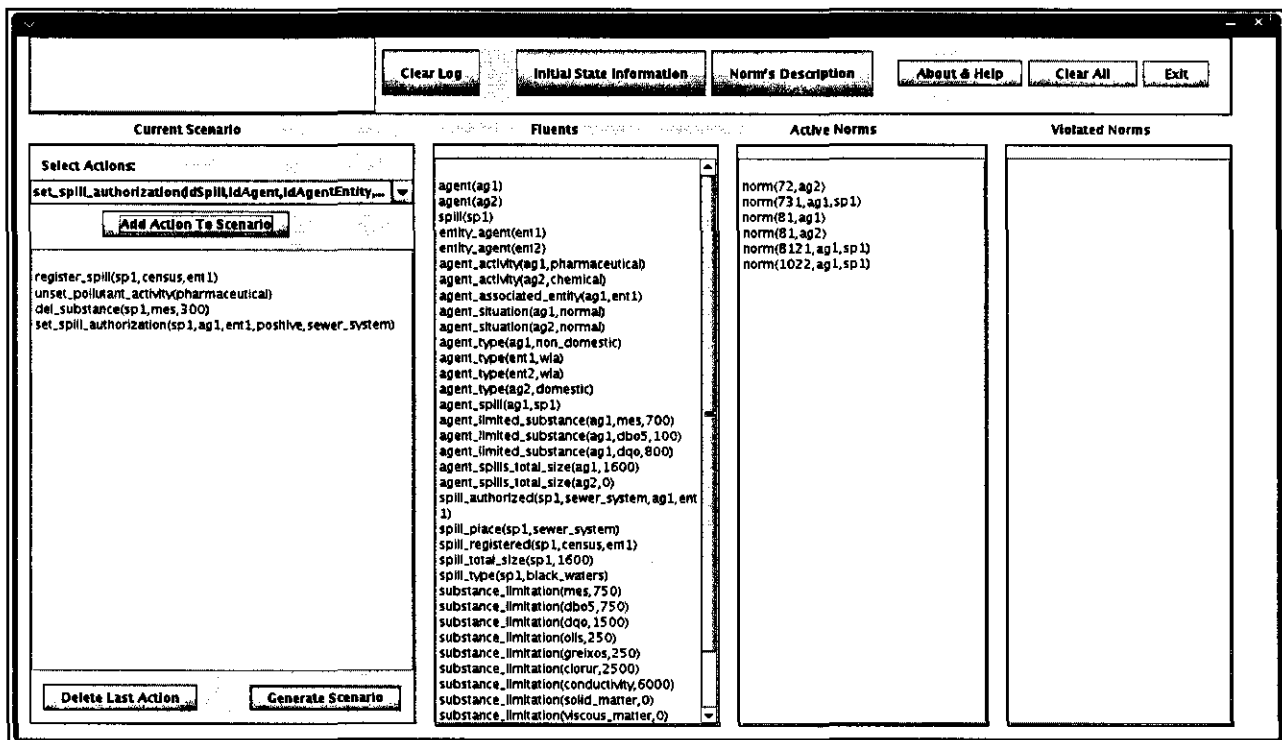 Clear Log
Initial State Information
Norm's Description
About & Help
Clear All
Exit
Current Scenario
Fluents
Active Norms
Violated Norms
Select Actions:
set_spill_authorization(IdSpill,IdAgent,IdAgentEntity,...
Add Action To Scenario
register_spill(sp1,census,ent1)
unset_pollutant_activity(pharmaceutical)
del_substance(sp1,mes,300)
set_spill_authorization(sp1,ag1,ent1,positive,sewer_system)
Delete Last Action
Generate Scenario
agent(ag1)
agent(ag2)
spill(sp1)
entity_agent(ent1)
entity_agent(ent2)
agent_activity(ag1,pharmaceutical)
agent_activity(ag2,chemical)
agent_associated_entity(ag1,ent1)
agent_situation(ag1,normal)
agent_situation(ag2,normal)
agent_type(ag1,non_domestic)
agent_type(ent1,wla)
agent_type(ent2,wla)
agent_type(ag2,domestic)
agent_spill(ag1,sp1)
agent_limited_substance(ag1,mes,700)
agent_limited_substance(ag1,dbo5,100)
agent_limited_substance(ag1,dqo,800)
agent_spills_total_size(ag1,1600)
agent_spills_total_size(ag2,0)
spill_authorized(sp1,sewer_system,ag1,ent
1)
spill_place(sp1,sewer_system)
spill_registered(sp1,census,ent1)
spill_total_size(sp1,1600)
spill_type(sp1,black_waters)
substance_limitation(mes,750)
substance_limitation(dbo5,750)
substance_limitation(dqo,1500)
substance_limitation(olis,250)
substance_limitation(greixos,250)
substance_limitation(clorur,2500)
substance_limitation(conductivity,6000)
substance_limitation(solid_matter,0)
substance_limitation(viscous_matter,0)
norm(72,ag2)
norm(731,ag1,sp1)
norm(81,ag1)
norm(81,ag2)
norm(8121,ag1,sp1)
norm(1022,ag1,sp1)